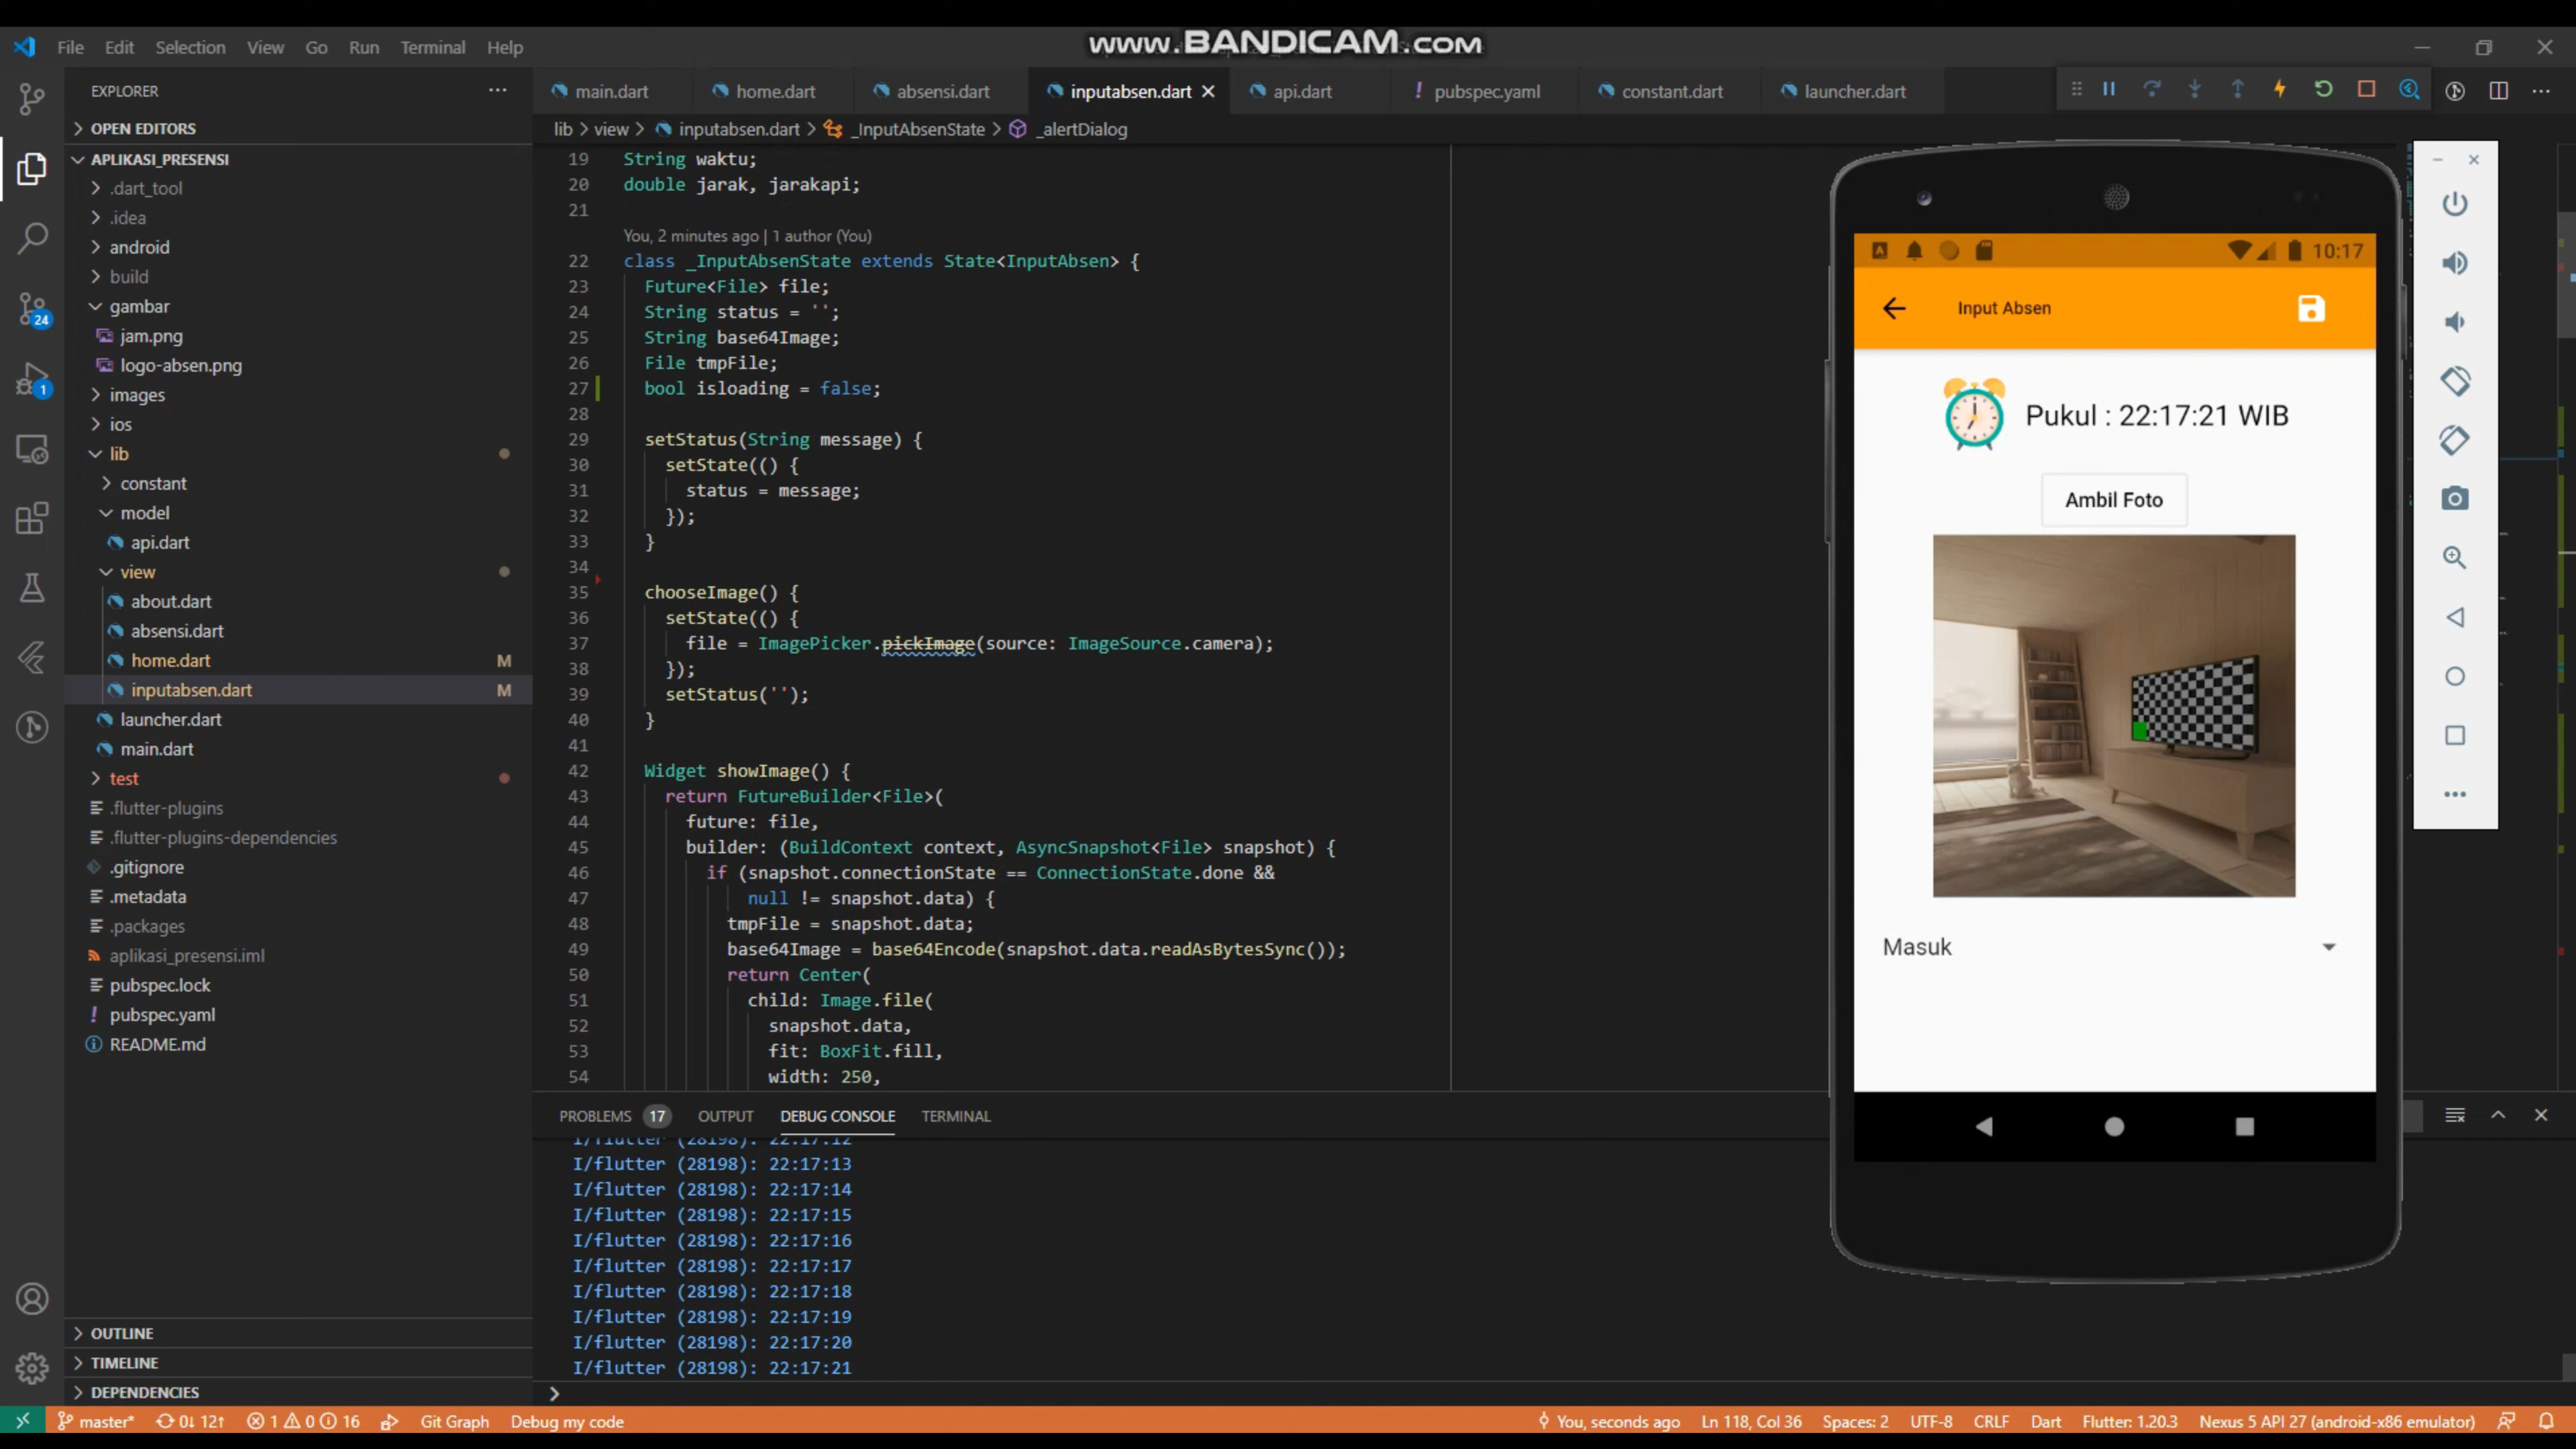 www.BANDICAM.com
File Edit Selection View Go Run Terminal Help
EXPLORER
OPEN EDITORS
APLIKASI_PRESENSI
.dart_tool
.idea
android
build
gambar
jam.png
logo-absen.png
images
ios
lib
constant
model
api.dart
view
about.dart
absensi.dart
home.dart M
inputabsen.dart M
launcher.dart
main.dart
test
.flutter-plugins
.flutter-plugins-dependencies
.gitignore
.metadata
.packages
aplikasi_presensi.iml
pubspec.lock
pubspec.yaml
README.md
OUTLINE
TIMELINE
DEPENDENCIES
24
1
main.dart home.dart absensi.dart inputabsen.dart api.dart pubspec.yaml constant.dart launcher.dart
lib > view > inputabsen.dart > _InputAbsenState > _alertDialog
19 String waktu;
20 double jarak, jarakapi;
21
You, 2 minutes ago | 1 author (You)
22 class _InputAbsenState extends State<InputAbsen> {
23 Future<File> file;
24 String status = '';
25 String base64Image;
26 File tmpFile;
27 bool isloading = false;
28
29 setStatus(String message) {
30 setState(() {
31 status = message;
32 });
33 }
34
35 chooseImage() {
36 setState(() {
37 file = ImagePicker.pickImage(source: ImageSource.camera);
38 });
39 setStatus('');
40 }
41
42 Widget showImage() {
43 return FutureBuilder<File>(
44 future: file,
45 builder: (BuildContext context, AsyncSnapshot<File> snapshot) {
46 if (snapshot.connectionState == ConnectionState.done &&
47 null != snapshot.data) {
48 tmpFile = snapshot.data;
49 base64Image = base64Encode(snapshot.data.readAsBytesSync());
50 return Center(
51 child: Image.file(
52 snapshot.data,
53 fit: BoxFit.fill,
54 width: 250,
PROBLEMS 17 OUTPUT DEBUG CONSOLE TERMINAL
I/flutter (28198): 22:17:12
I/flutter (28198): 22:17:13
I/flutter (28198): 22:17:14
I/flutter (28198): 22:17:15
I/flutter (28198): 22:17:16
I/flutter (28198): 22:17:17
I/flutter (28198): 22:17:18
I/flutter (28198): 22:17:19
I/flutter (28198): 22:17:20
I/flutter (28198): 22:17:21
10:17
Input Absen
Pukul : 22:17:21 WIB
Ambil Foto
Masuk
master* 0↓ 12↑ 1 0 16 Git Graph Debug my code You, seconds ago Ln 118, Col 36 Spaces: 2 UTF-8 CRLF Dart Flutter: 1.20.3 Nexus 5 API 27 (android-x86 emulator)